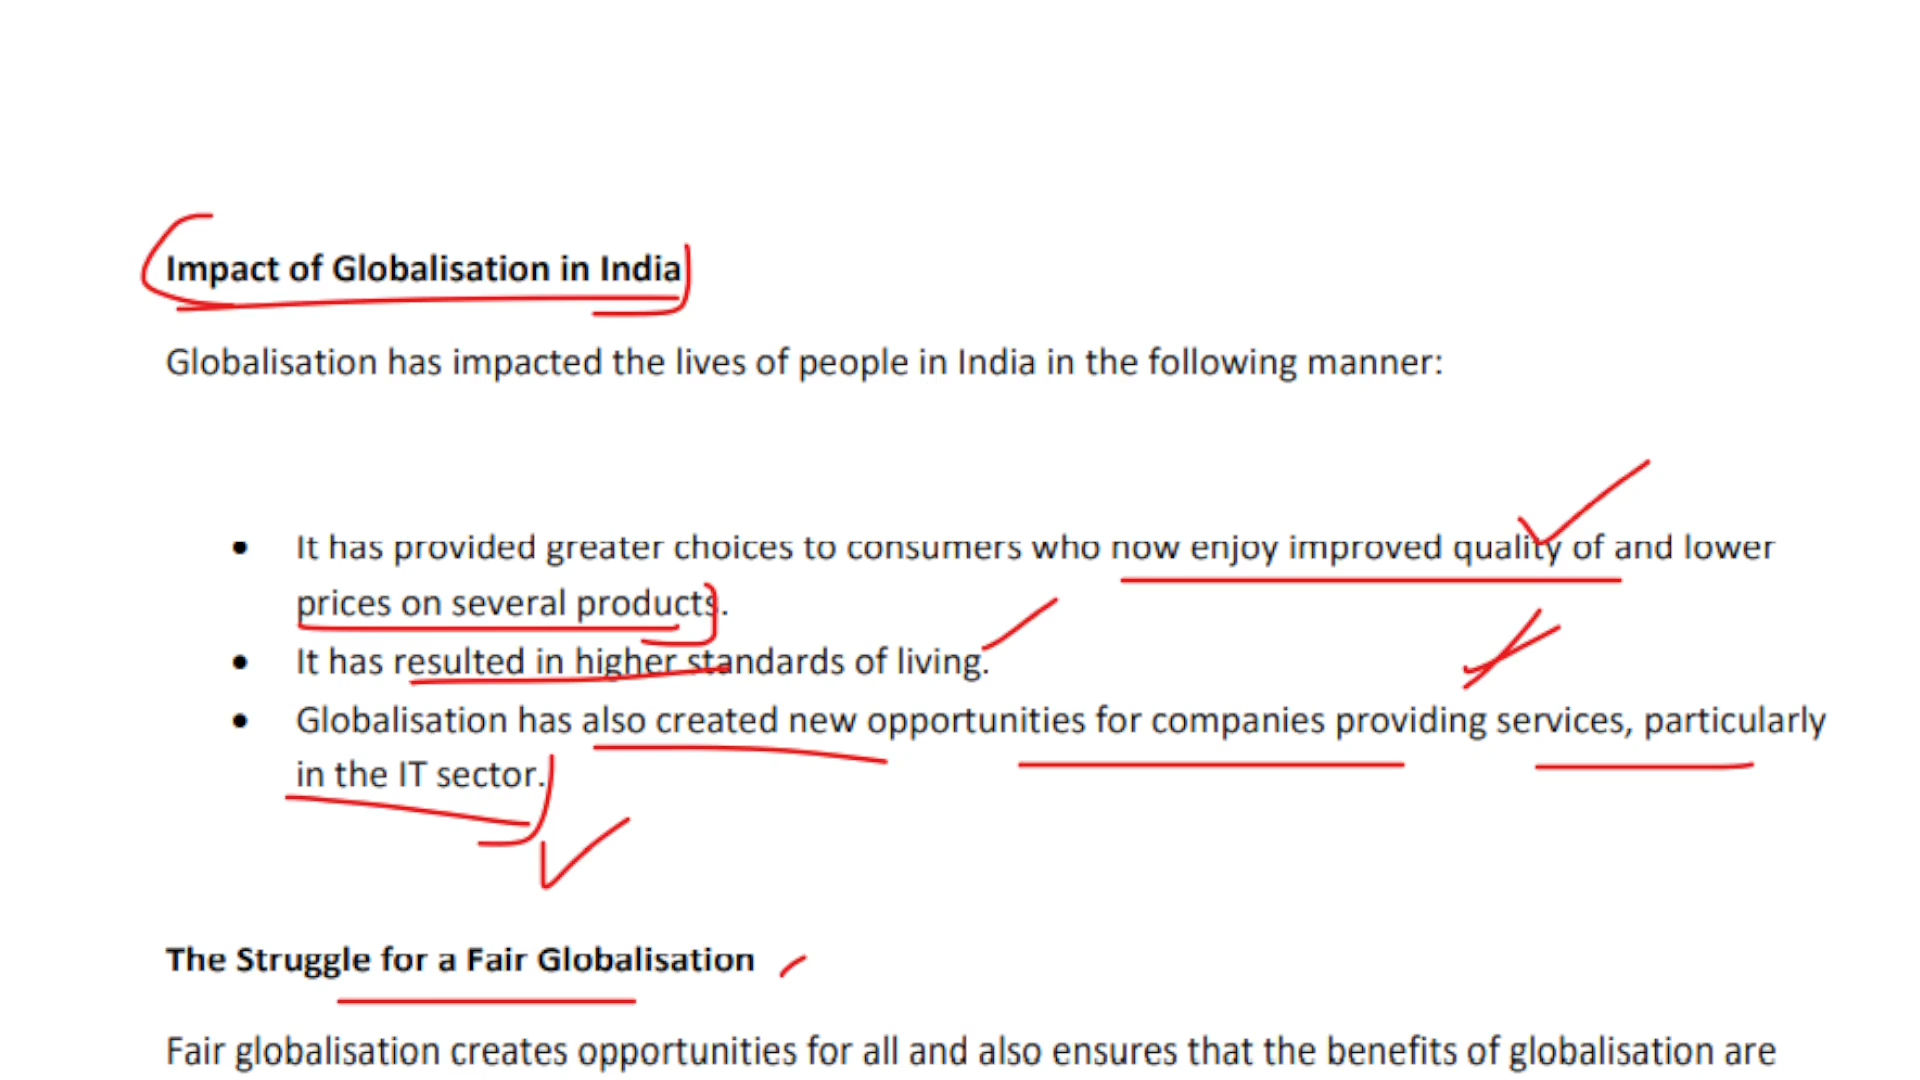 Impact of Globalisation in India
Globalisation has impacted the lives of people in India in the following manner:
• It has provided greater choices to consumers who now enjoy improved quality of and lower
prices on several products.
• It has resulted in higher standards of living.
• Globalisation has also created new opportunities for companies providing services, particularly
in the IT sector.
The Struggle for a Fair Globalisation
Fair globalisation creates opportunities for all and also ensures that the benefits of globalisation are